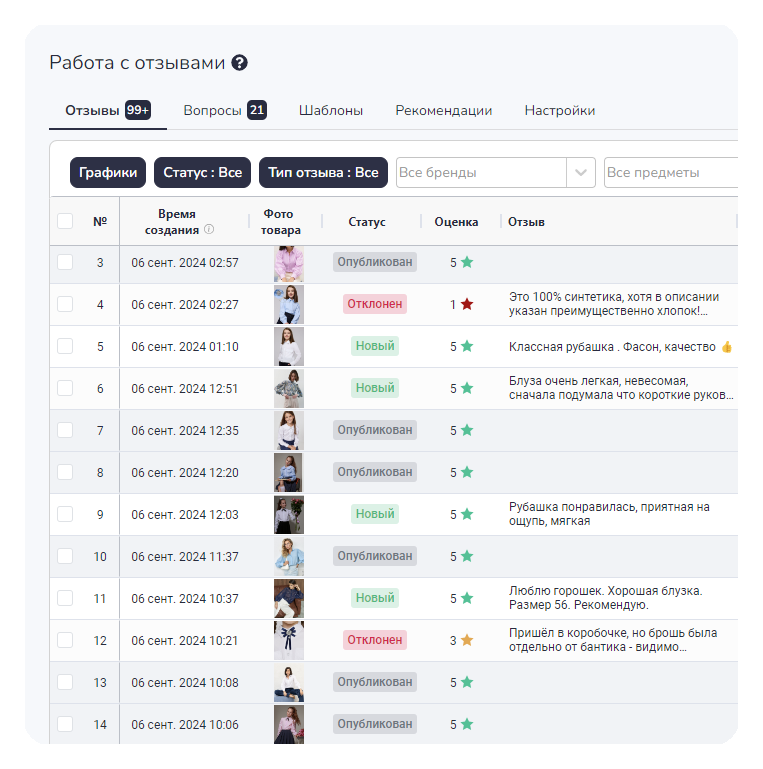 Работа с отзывами ?
Отзывы 99+ Вопросы 21 Шаблоны Рекомендации Настройки
Графики Статус : Все Тип отзыва : Все Все бренды Все предметы
№ Время создания Фото товара Статус Оценка Отзыв
3 06 сент. 2024 02:57 Опубликован 5
4 06 сент. 2024 02:27 Отклонен 1 Это 100% синтетика, хотя в описании
указан преимущественно хлопок!...
5 06 сент. 2024 01:10 Новый 5 Классная рубашка . Фасон, качество 👍
6 06 сент. 2024 12:51 Новый 5 Блуза очень легкая, невесомая,
сначала подумала что короткие руков...
7 06 сент. 2024 12:35 Опубликован 5
8 06 сент. 2024 12:20 Опубликован 5
9 06 сент. 2024 12:03 Новый 5 Рубашка понравилась, приятная на
ощупь, мягкая
10 06 сент. 2024 11:37 Опубликован 5
11 06 сент. 2024 10:37 Новый 5 Люблю горошек. Хорошая блузка.
Размер 56. Рекомендую.
12 06 сент. 2024 10:21 Отклонен 3 Пришёл в коробочке, но брошь была
отдельно от бантика - видимо...
13 06 сент. 2024 10:08 Опубликован 5
14 06 сент. 2024 10:06 Опубликован 5